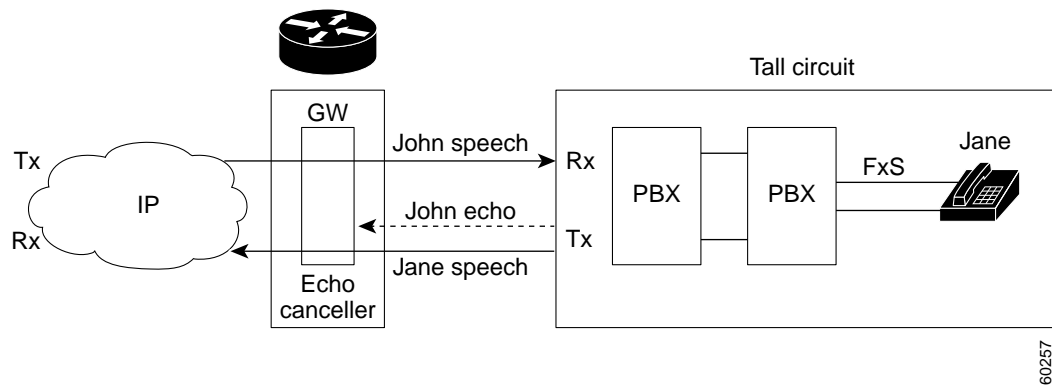 Tall circuit
GW
Tx
John speech
Rx
Jane
FxS
IP
PBX
PBX
John echo
Rx
Tx
Jane speech
Echo
canceller
60257